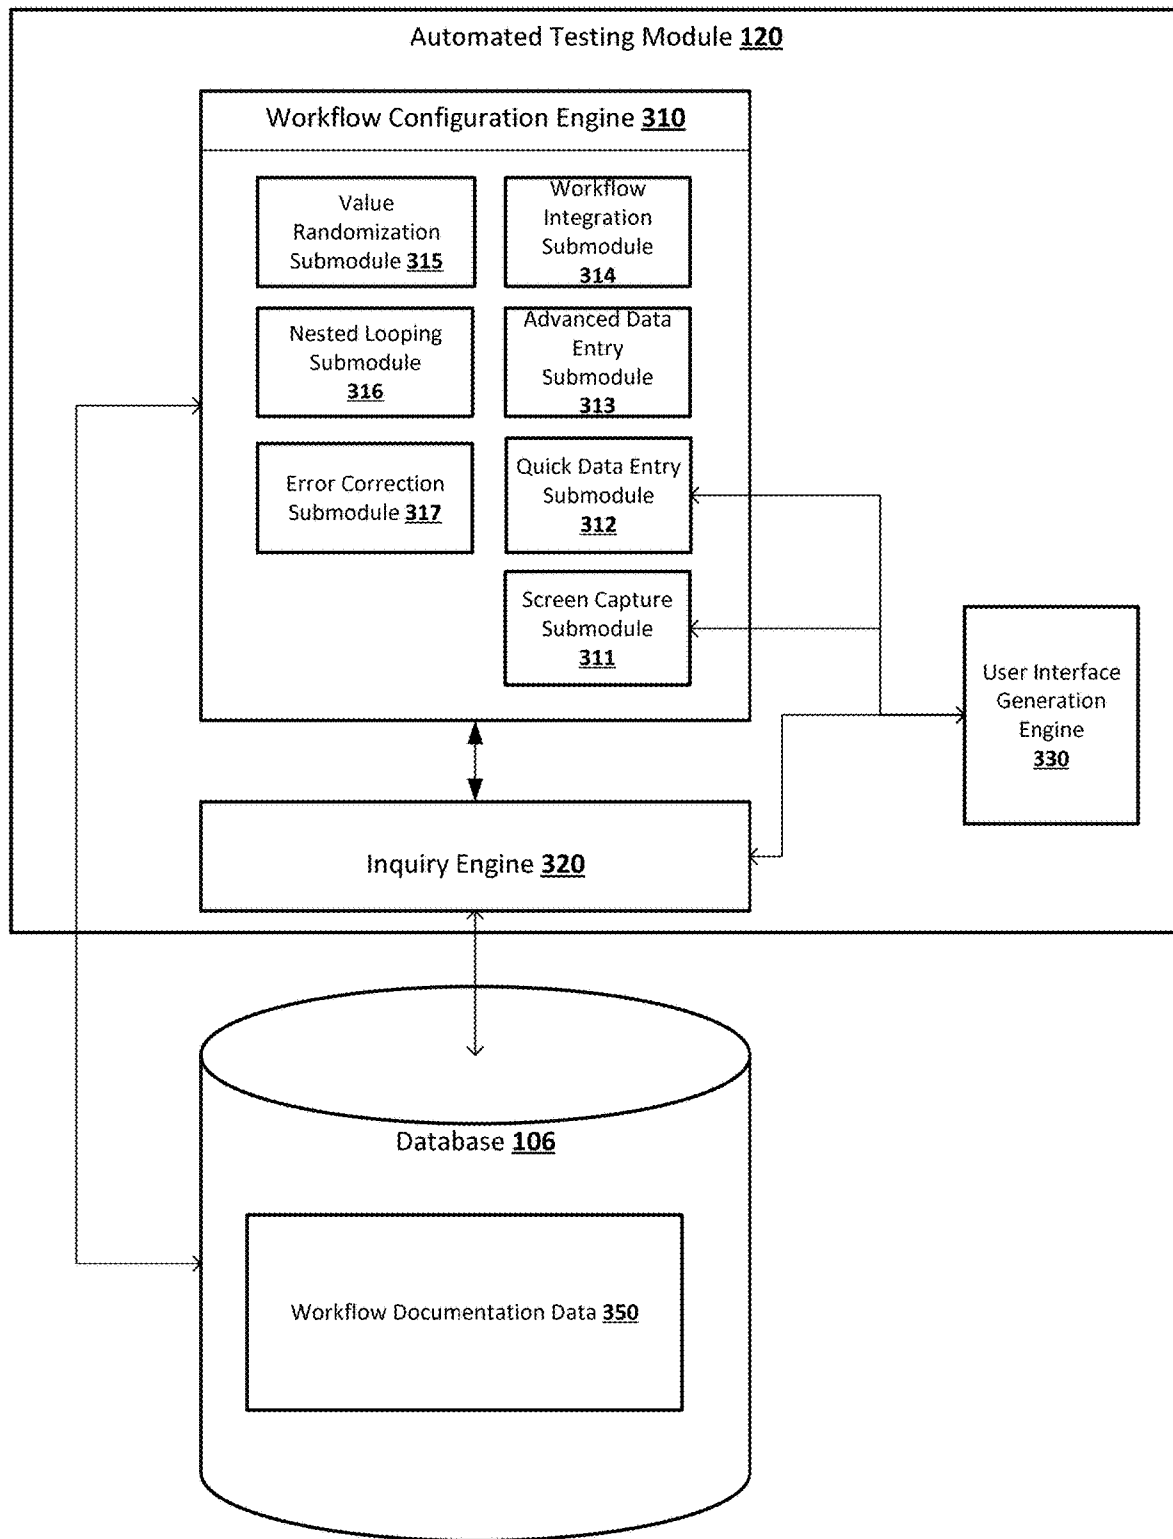 Automated Testing Module 120
Workflow Configuration Engine 310
Value
Randomization
Submodule 315
Workflow
Integration
Submodule
314
Nested Looping
Submodule
316
Advanced Data
Entry
Submodule
313
Error Correction
Submodule 317
Quick Data Entry
Submodule
312
Screen Capture
Submodule
311
User Interface
Generation
Engine
330
Inquiry Engine 320
Database 106
Workflow Documentation Data 350